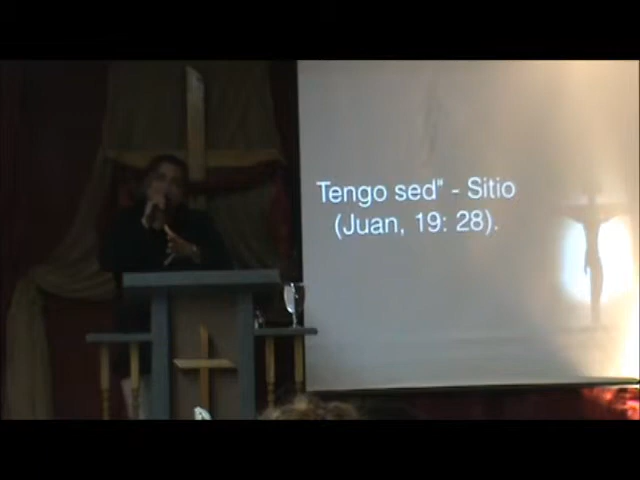 Tengo sed" - Sitio
(Juan, 19: 28).